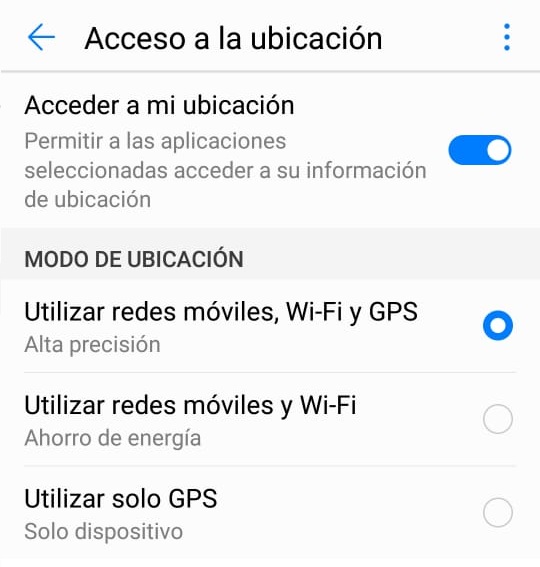 Acceso a la ubicación
Acceder a mi ubicación
Permitir a las aplicaciones
seleccionadas acceder a su información
de ubicación
MODO DE UBICACIÓN
Utilizar redes móviles, Wi-Fi y GPS
Alta precisión
Utilizar redes móviles y Wi-Fi
Ahorro de energía
Utilizar solo GPS
Solo dispositivo